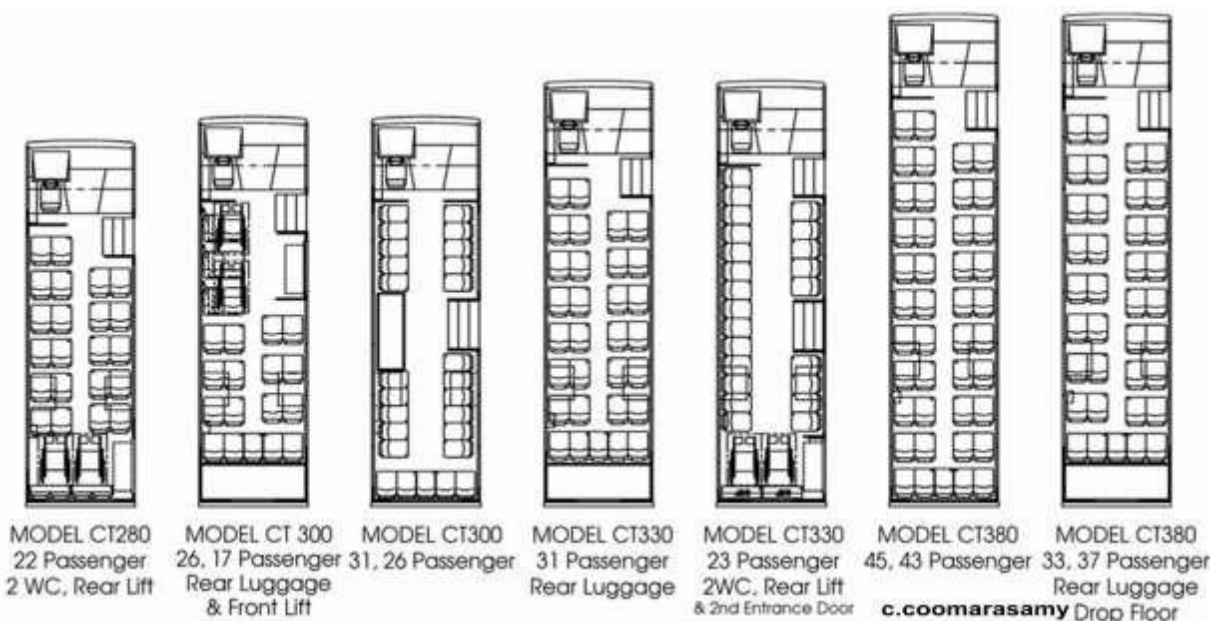 MODEL CT280
22 Passenger
2 WC, Rear Lift
MODEL CT 300
26, 17 Passenger
Rear Luggage
& Front Lift
MODEL CT300
31, 26 Passenger
MODEL CT330
31 Passenger
Rear Luggage
MODEL CT330
23 Passenger
2WC, Rear Lift
& 2nd Entrance Door
MODEL CT380
45, 43 Passenger
MODEL CT380
33, 37 Passenger
Rear Luggage
Drop Floor
c.coomarasamy